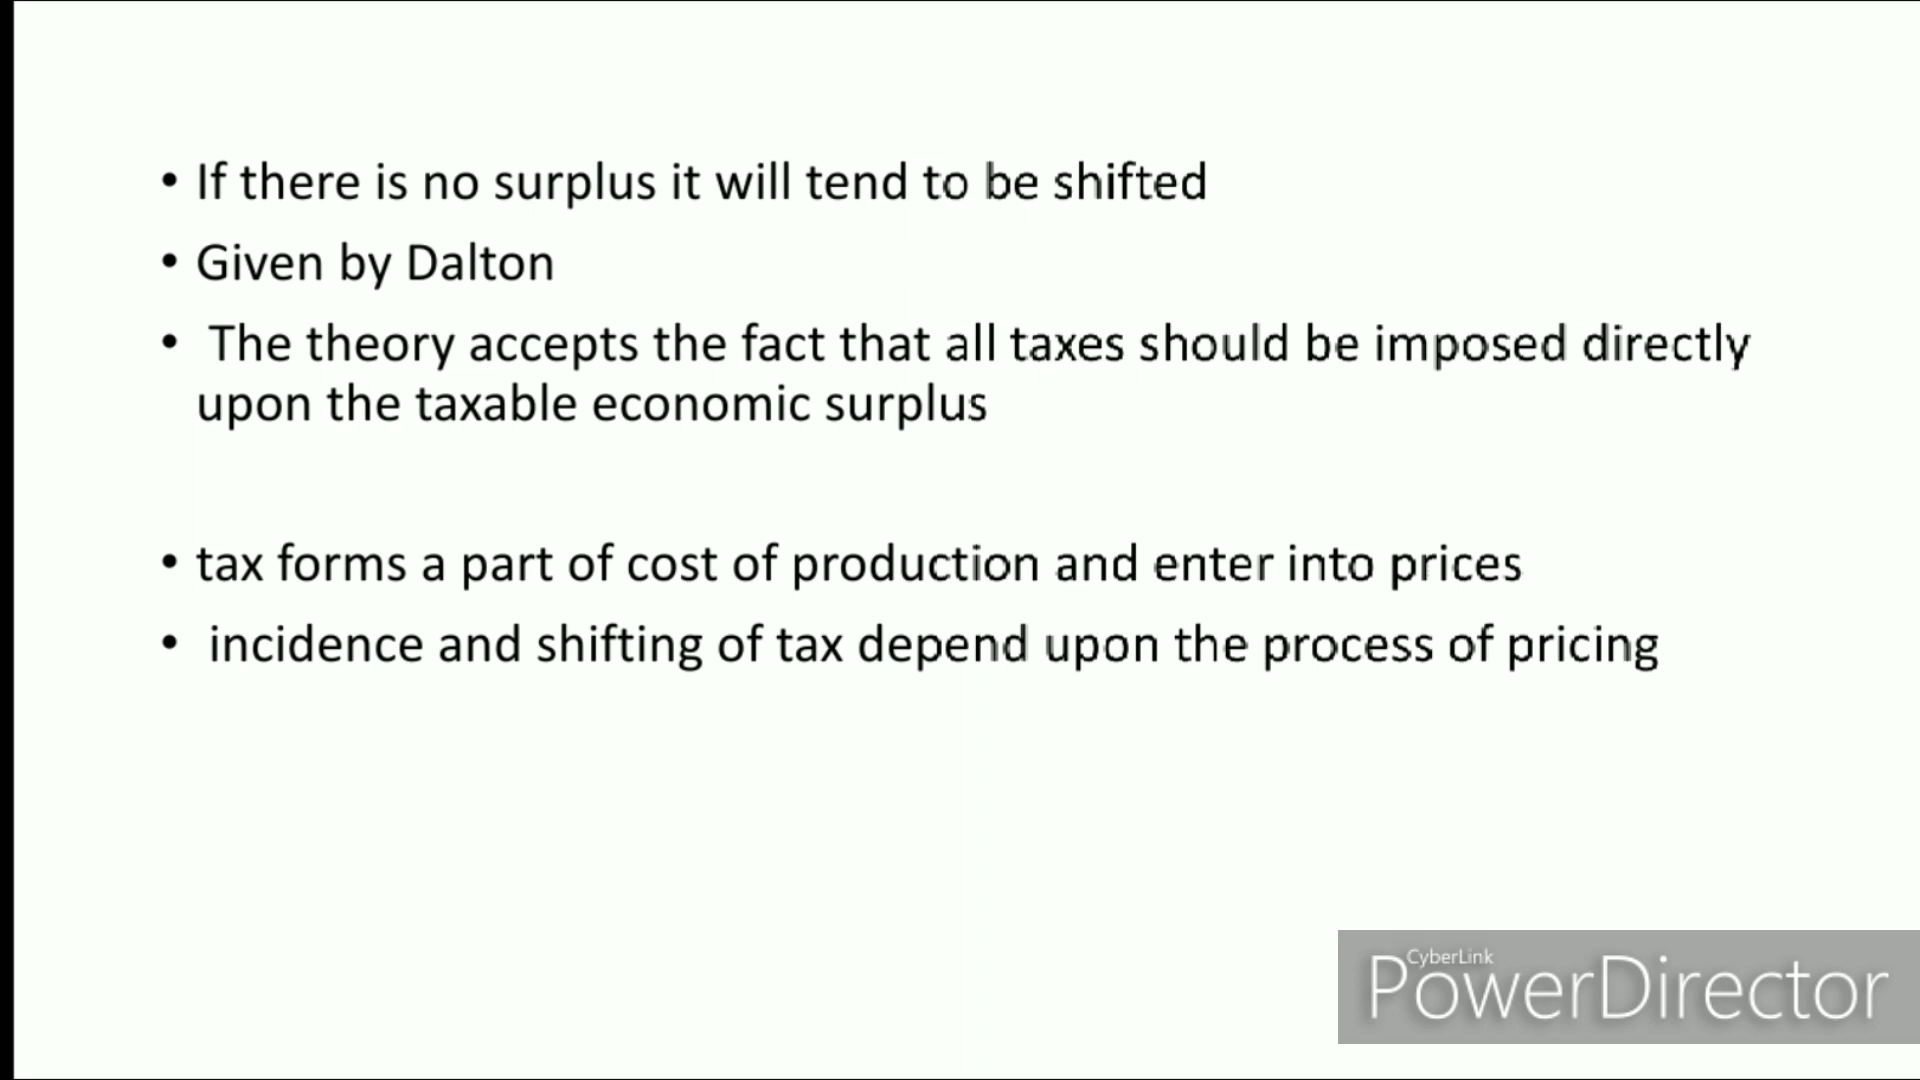 • If there is no surplus it will tend to be shifted
• Given by Dalton
• The theory accepts the fact that all taxes should be imposed directly
upon the taxable economic surplus
• tax forms a part of cost of production and enter into prices
• incidence and shifting of tax depend upon the process of pricing
CyberLink
PowerDirector